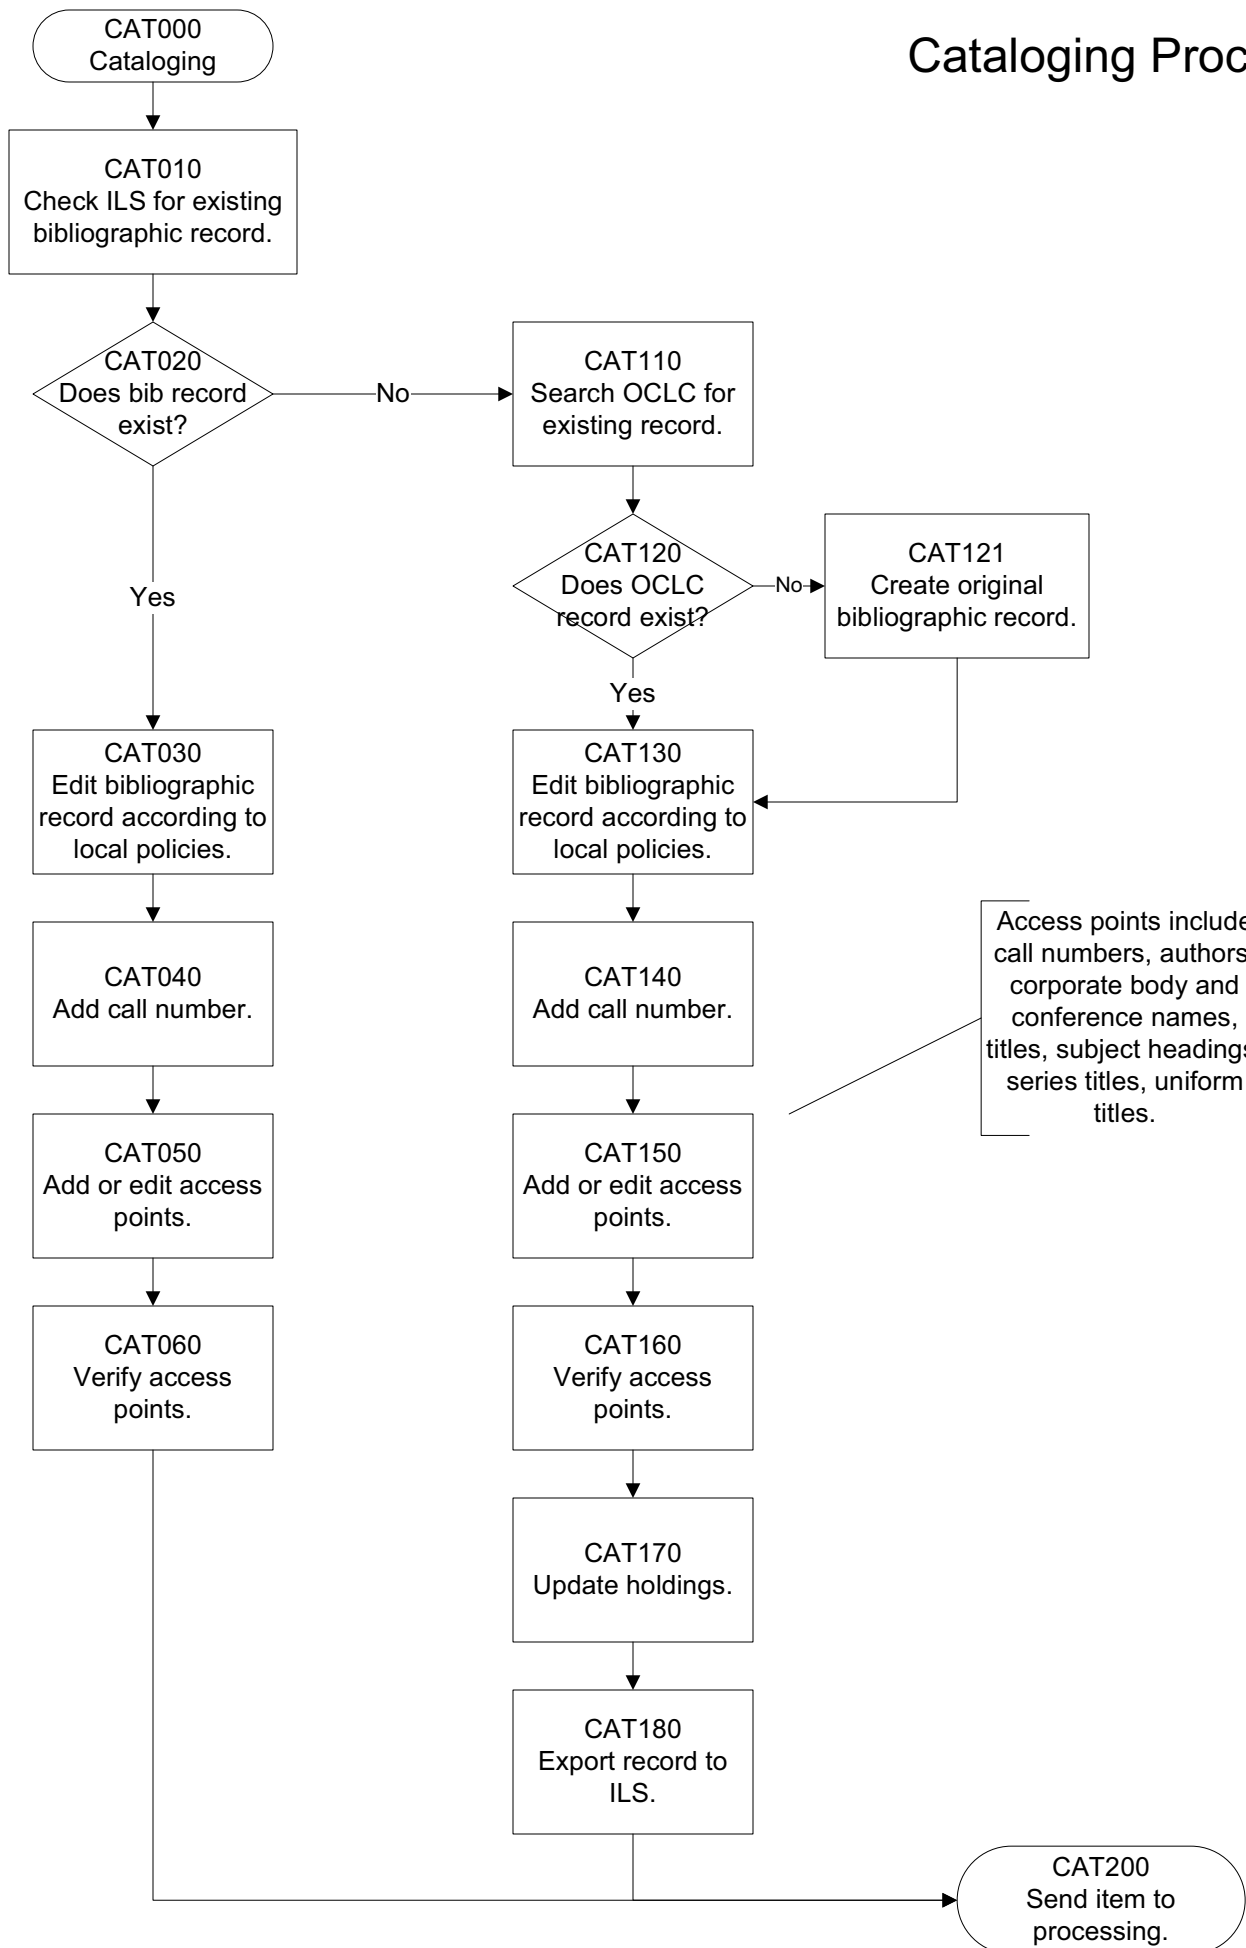 Cataloging Proc
CAT000
Cataloging
CAT010
Check ILS for existing
bibliographic record.
CAT020
Does bib record
exist?
No
CAT110
Search OCLC for
existing record.
CAT120
Does OCLC
record exist?
No
CAT121
Create original
bibliographic record.
Yes
Yes
CAT030
Edit bibliographic
record according to
local policies.
CAT130
Edit bibliographic
record according to
local policies.
CAT040
Add call number.
CAT140
Add call number.
Access points include
call numbers, authors
corporate body and
conference names,
titles, subject headings
series titles, uniform
titles.
CAT050
Add or edit access
points.
CAT150
Add or edit access
points.
CAT060
Verify access
points.
CAT160
Verify access
points.
CAT170
Update holdings.
CAT180
Export record to
ILS.
CAT200
Send item to
processing.